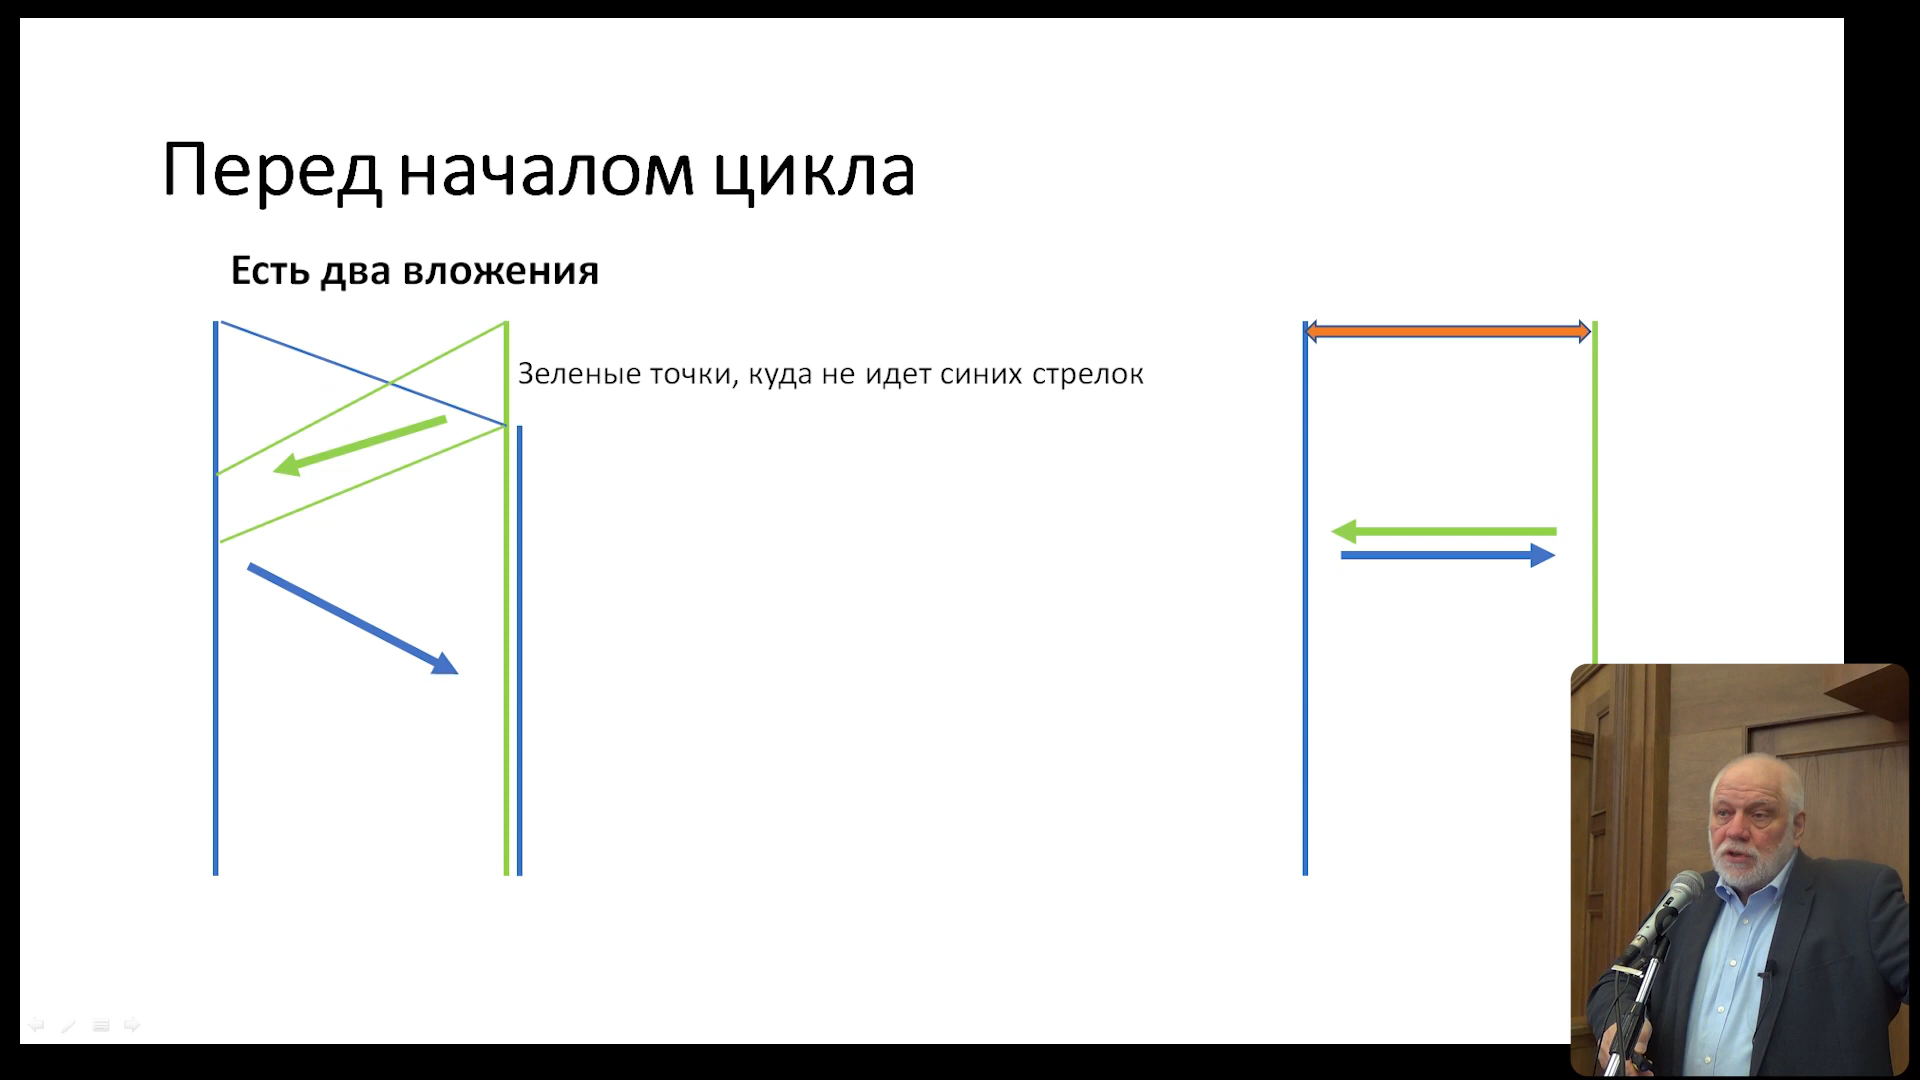 Перед началом цикла
Есть два вложения
Зеленые точки, куда не идет синих стрелок